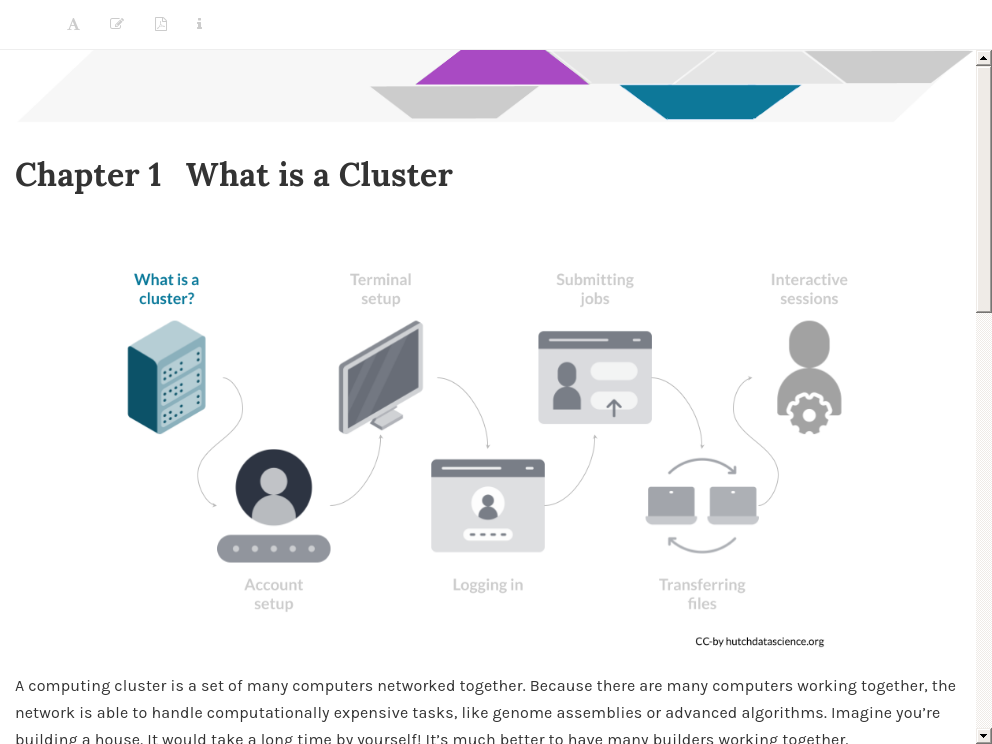 A
Chapter 1 What is a Cluster
What is a
cluster?
Terminal
setup
Submitting
jobs
Interactive
sessions
Account
setup
Logging in
Transferring
files
CC-by hutchdatascience.org
A computing cluster is a set of many computers networked together. Because there are many computers working together, the
network is able to handle computationally expensive tasks, like genome assemblies or advanced algorithms. Imagine you’re
building a house. It would take a long time by yourself! It’s much better to have many builders working together.